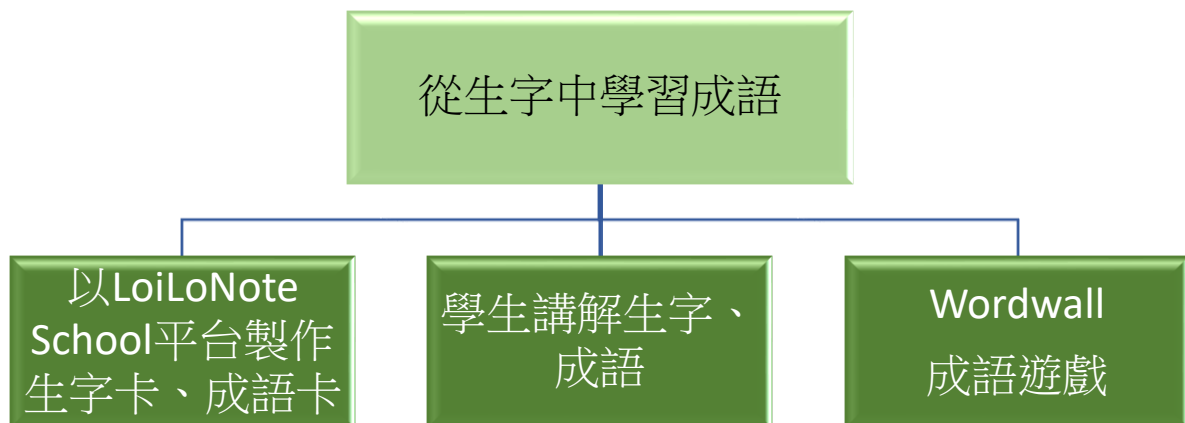 從生字中學習成語
以LoiLoNote
School平台製作
生字卡、成語卡
學生講解生字、
成語
Wordwall
成語遊戲